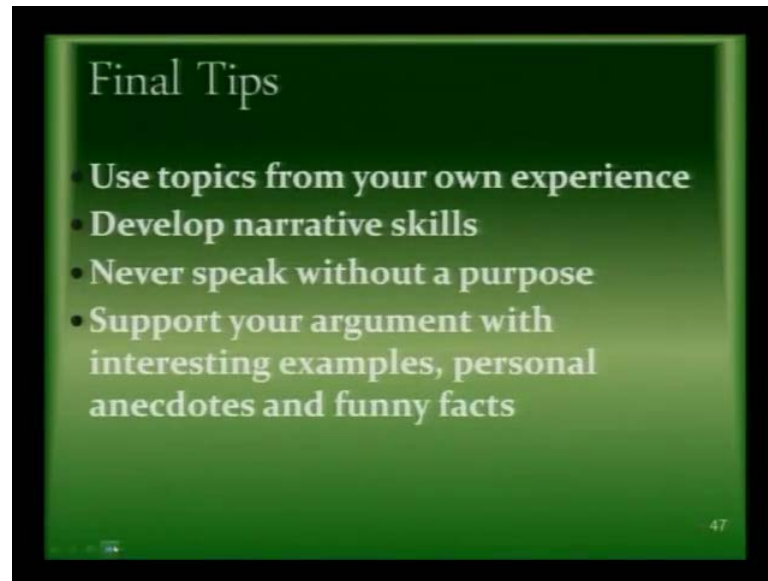 Final Tips
• Use topics from your own experience
• Develop narrative skills
• Never speak without a purpose
• Support your argument with
interesting examples, personal
anecdotes and funny facts
47